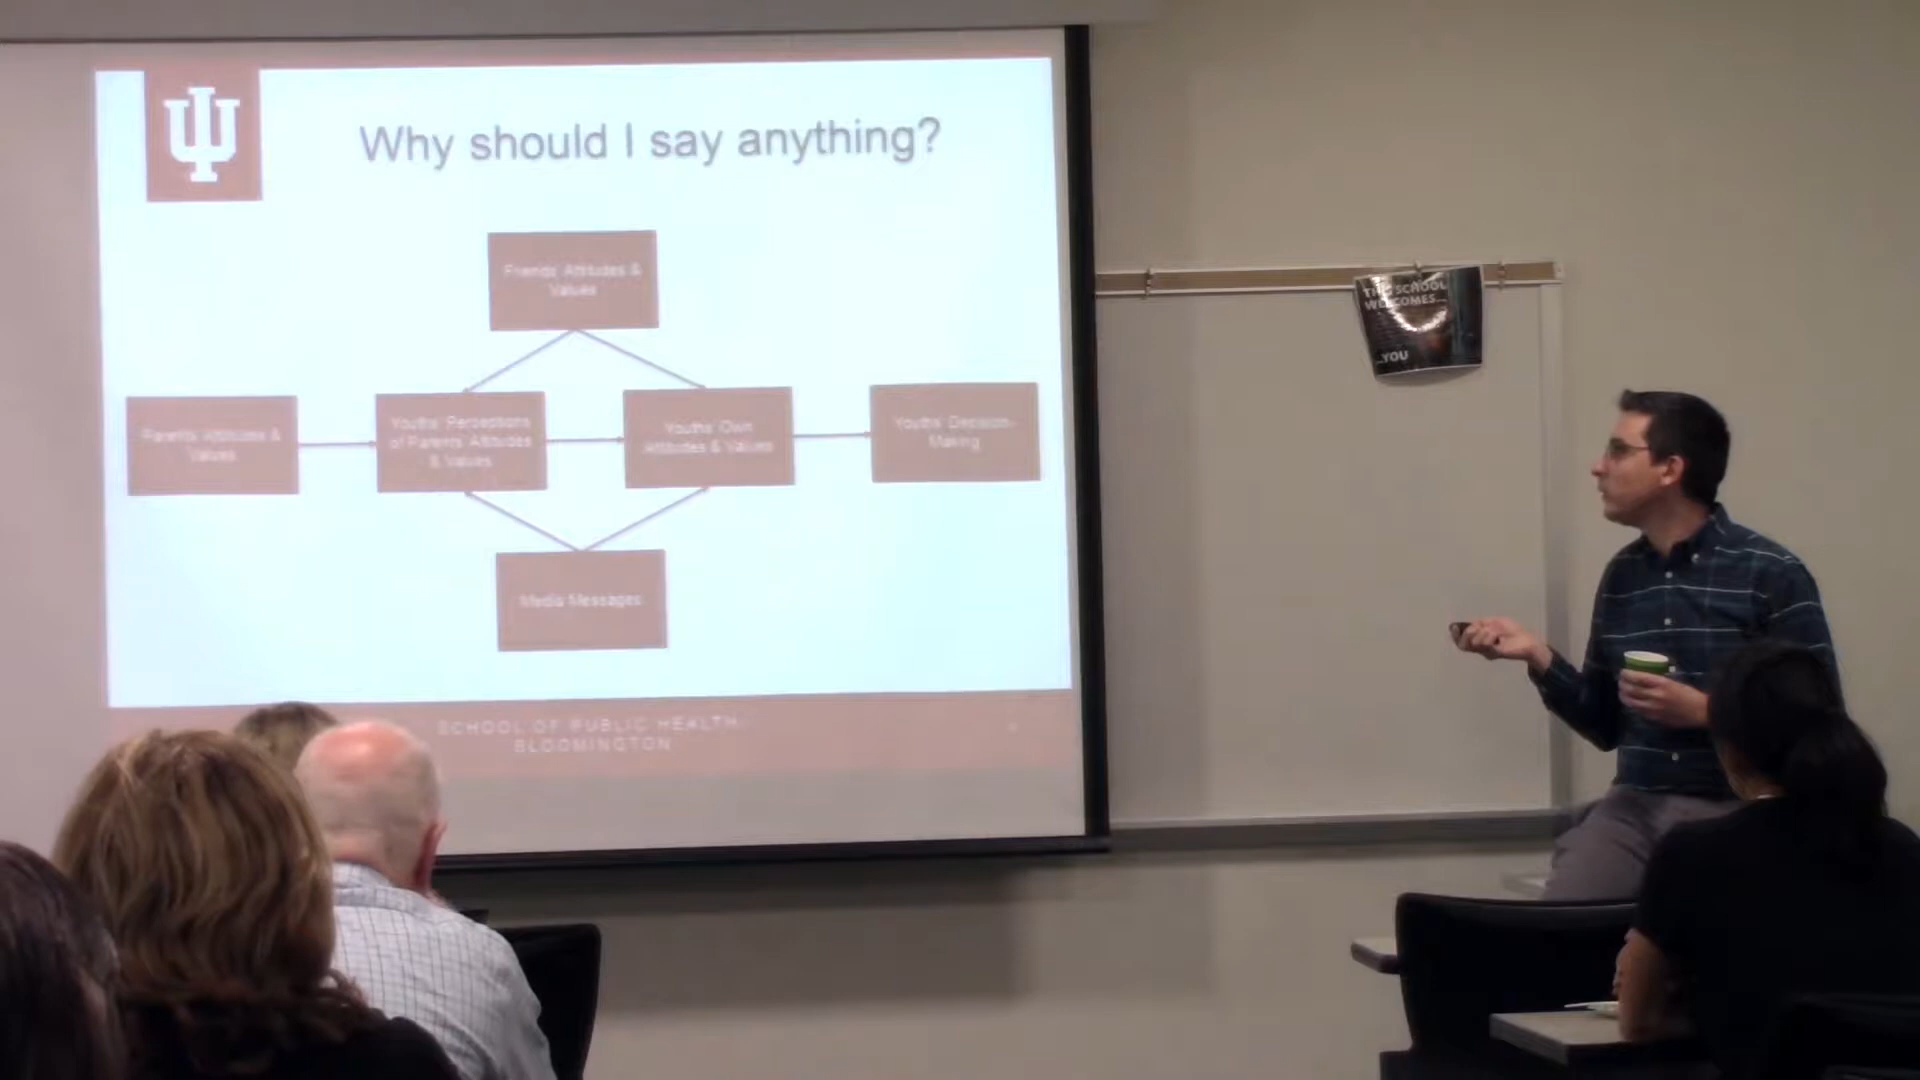 Why should I say anything?
Friends' Attitudes &
Values
Parents' Attitudes &
Values
Youths' Perceptions
of Parents' Attitudes
& Values
Youths' Own
Attitudes & Values
Youths' Decision-
Making
Media Messages
SCHOOL OF PUBLIC HEALTH-
BLOOMINGTON
THIS SCHOOL
WELCOMES...
...YOU